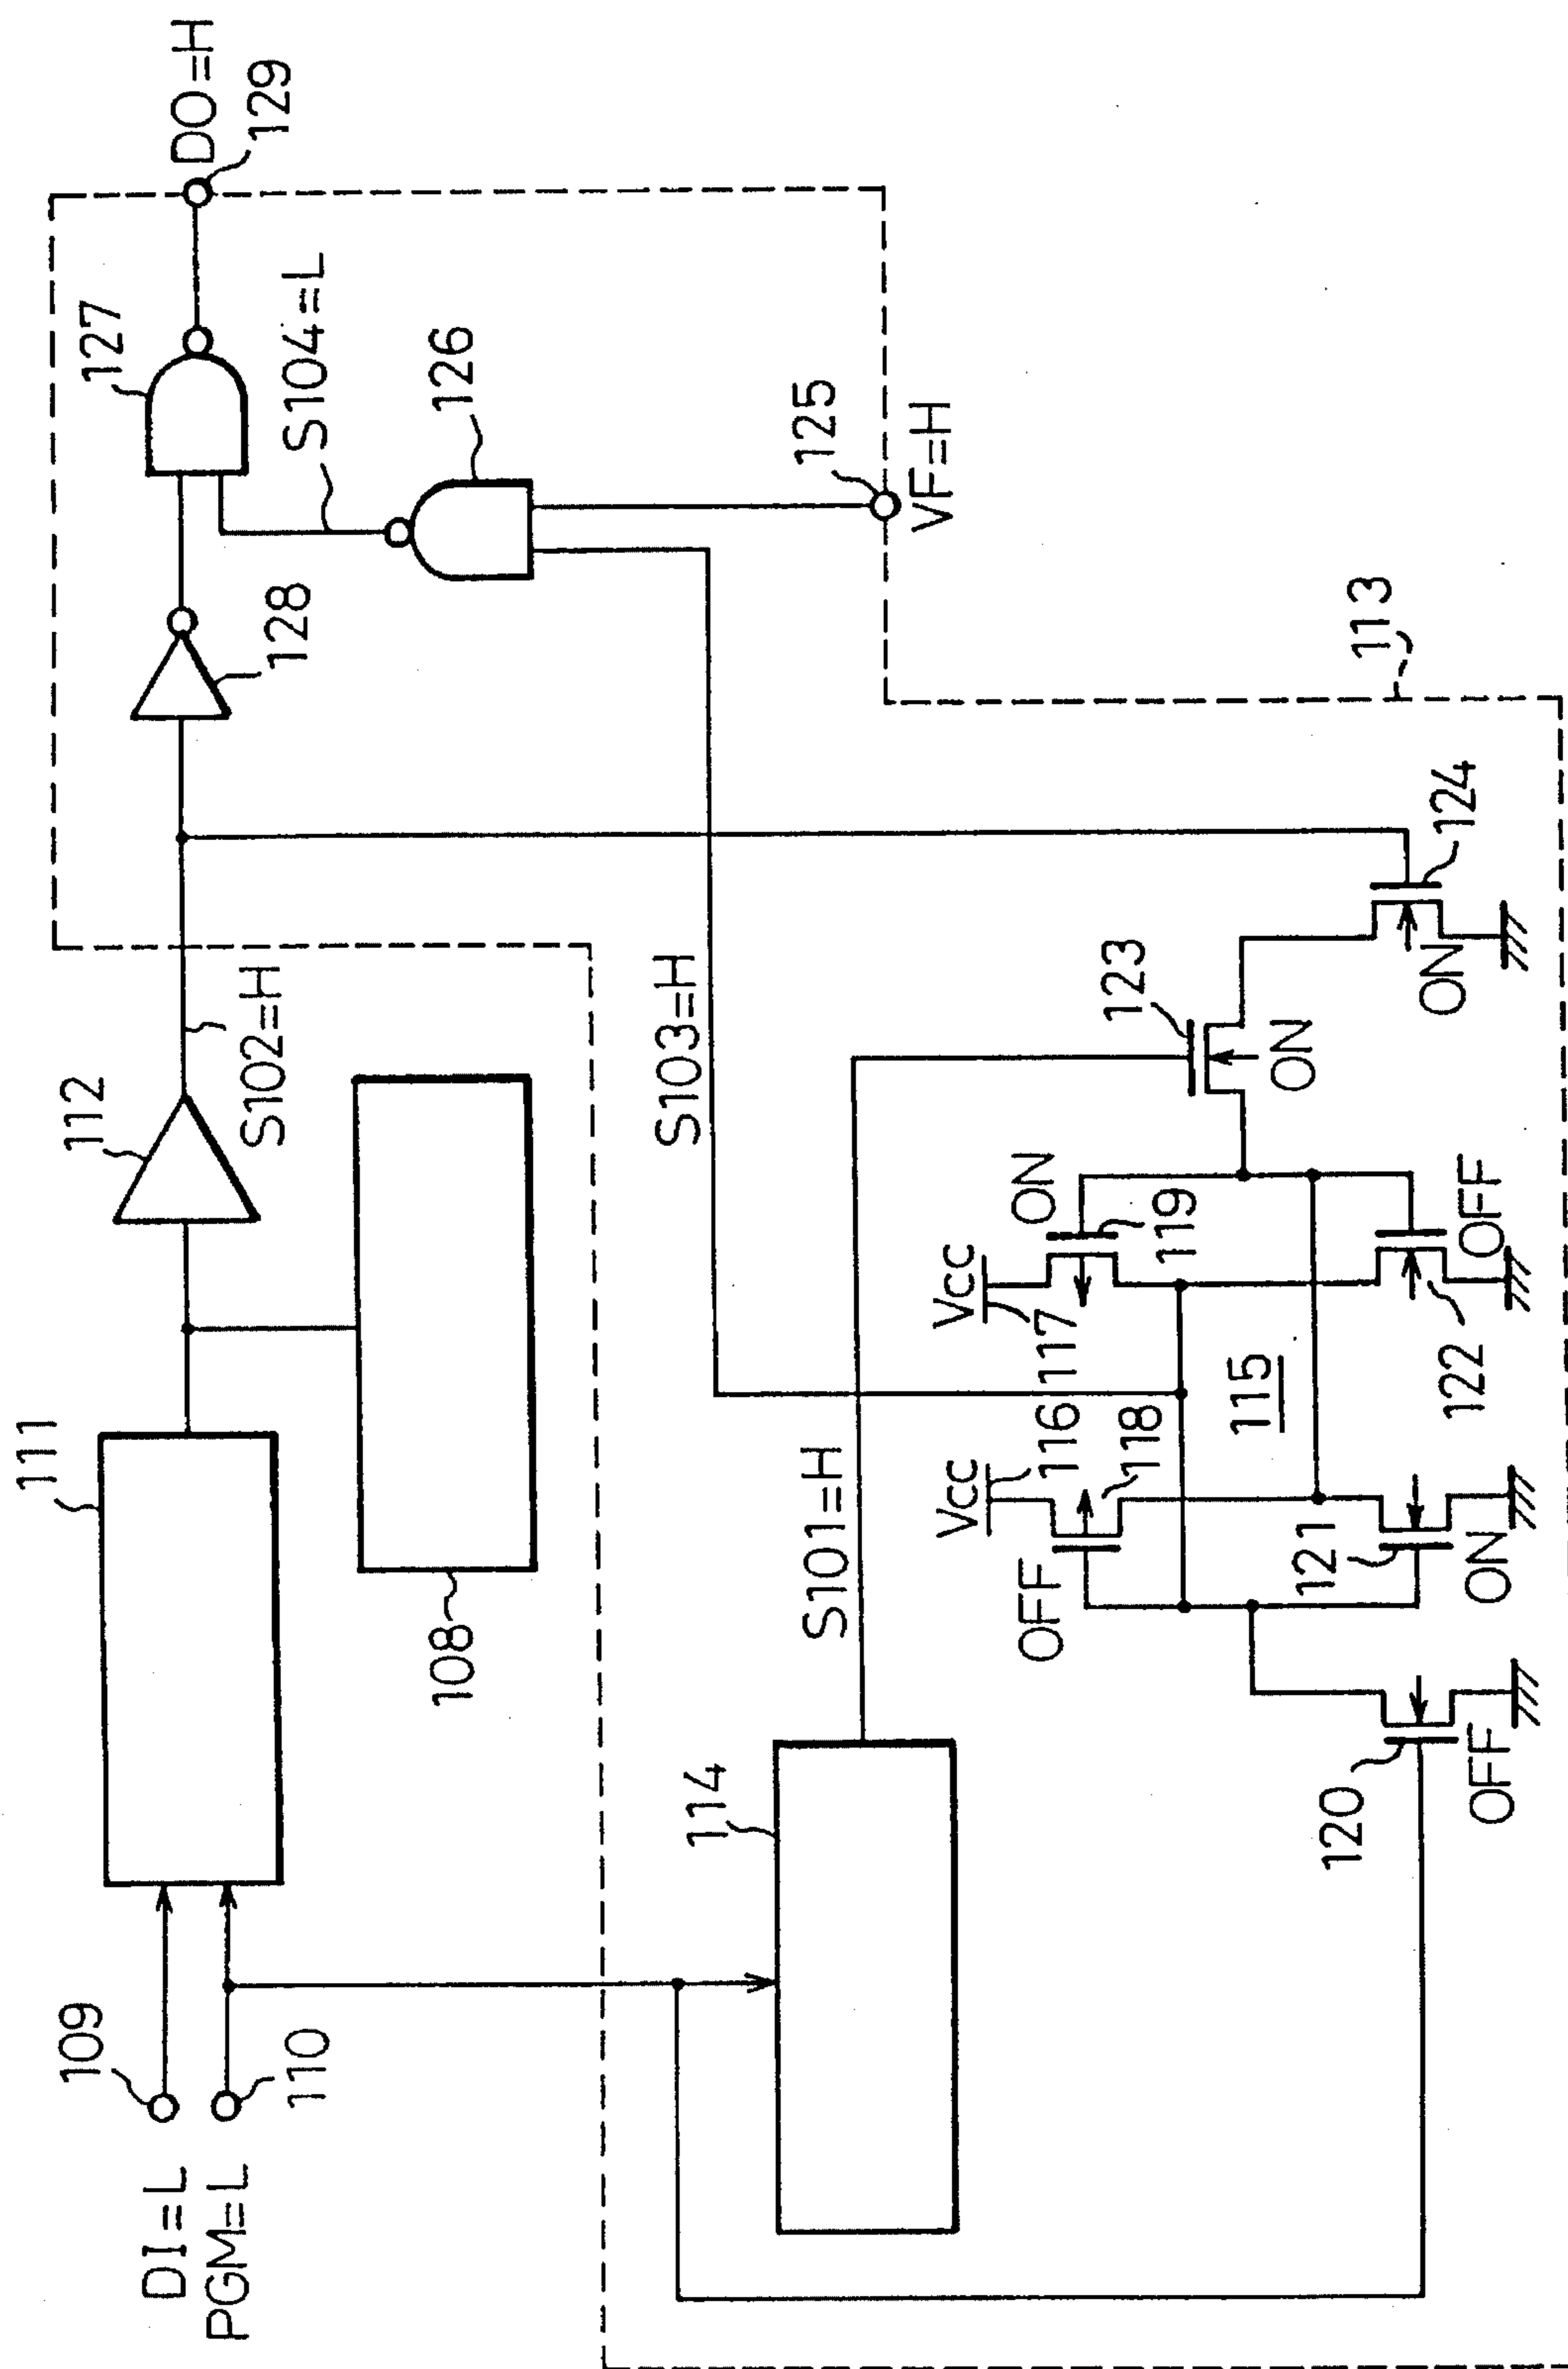 DI=L
PGM=L
109
110
111
112
S102=H
108
128
127
DO=H
129
S104=L
126
125
VF=H
113
S103=H
S101=H
114
120
OFF
Vcc
116
118
OFF
121
ON
115
Vcc
117
119
ON
122
OFF
123
ON
124
ON